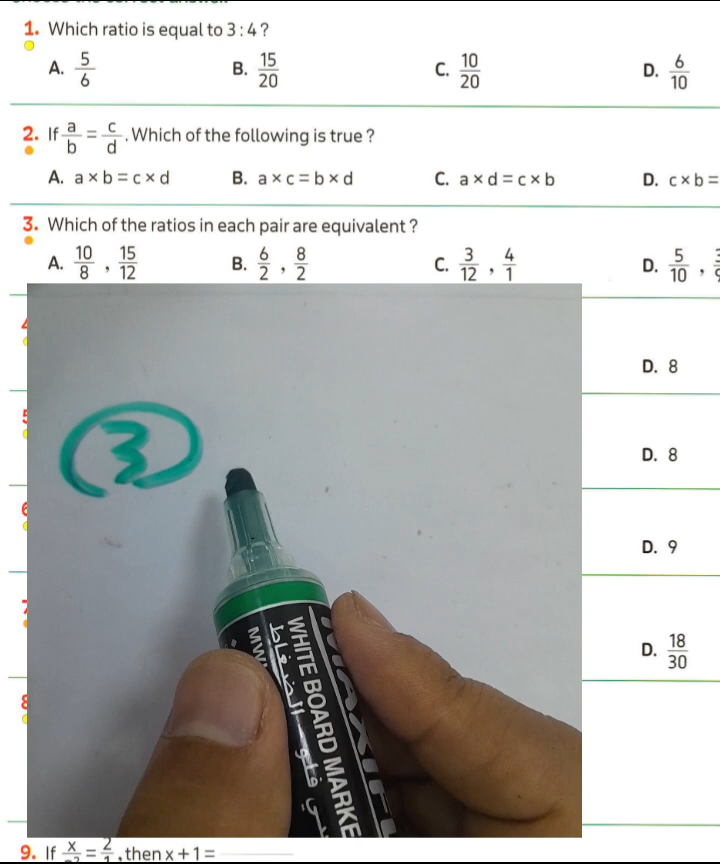 1. Which ratio is equal to 3 : 4 ?
A. 5/6 B. 15/20 C. 10/20 D. 6/10
2. If a/b = c/d . Which of the following is true ?
A. a × b = c × d B. a × c = b × d C. a × d = c × b D. c × b =
3. Which of the ratios in each pair are equivalent ?
A. 10/8 , 15/12 B. 6/2 , 8/2 C. 3/12 , 4/1 D. 5/10 ,
D. 8
3
D. 8
D. 9
WHITE BOARD MARKE
D. 18/30
9. If x = 2 , then x + 1 =